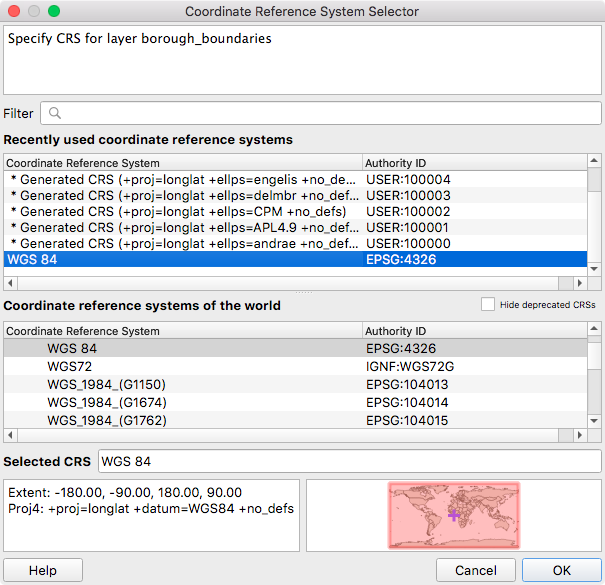 Coordinate Reference System Selector
Specify CRS for layer borough_boundaries
Filter
Recently used coordinate reference systems
Coordinate Reference System Authority ID
* Generated CRS (+proj=longlat +ellps=engelis +no_de... USER:100004
* Generated CRS (+proj=longlat +ellps=delmbr +no_def... USER:100003
* Generated CRS (+proj=longlat +ellps=CPM +no_defs) USER:100002
* Generated CRS (+proj=longlat +ellps=APL4.9 +no_def... USER:100001
* Generated CRS (+proj=longlat +ellps=andrae +no_def... USER:100000
WGS 84 EPSG:4326
Coordinate reference systems of the world Hide deprecated CRSs
Coordinate Reference System Authority ID
WGS 84 EPSG:4326
WGS72 IGNF:WGS72G
WGS_1984_(G1150) EPSG:104013
WGS_1984_(G1674) EPSG:104014
WGS_1984_(G1762) EPSG:104015
Selected CRS WGS 84
Extent: -180.00, -90.00, 180.00, 90.00
Proj4: +proj=longlat +datum=WGS84 +no_defs
Help Cancel OK